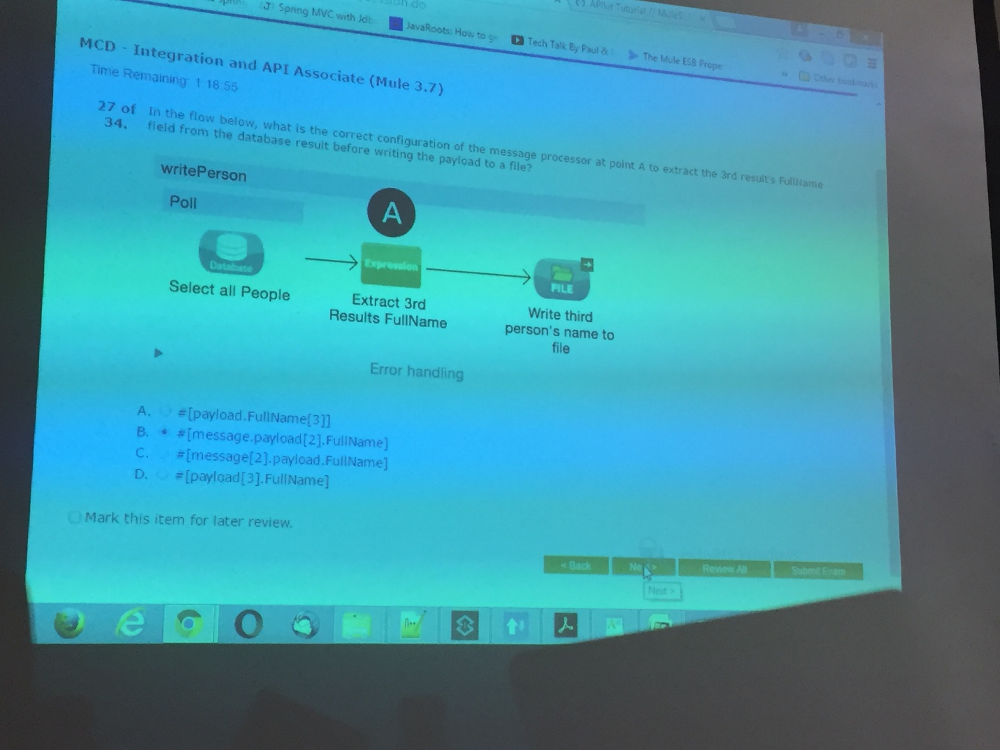 Spring MVC with Jdb
JavaRoots: How to g
Tech Talk By Paul &
The Mule ESB Prope
APIkit Tutorial // MuleS
Other bookmarks
MCD - Integration and API Associate (Mule 3.7)
Time Remaining: 1:18:55
27 of 34. In the flow below, what is the correct configuration of the message processor at point A to extract the 3rd result's FullName
field from the database result before writing the payload to a file?
writePerson
Poll
A
Database
Expression
FILE
Select all People
Extract 3rd
Results FullName
Write third
person's name to
file
Error handling
A. #[payload.FullName[3]]
B. #[message.payload[2].FullName]
C. #[message[2].payload.FullName]
D. #[payload[3].FullName]
Mark this item for later review.
< Back
Next >
Review All
Submit Exam
Next >